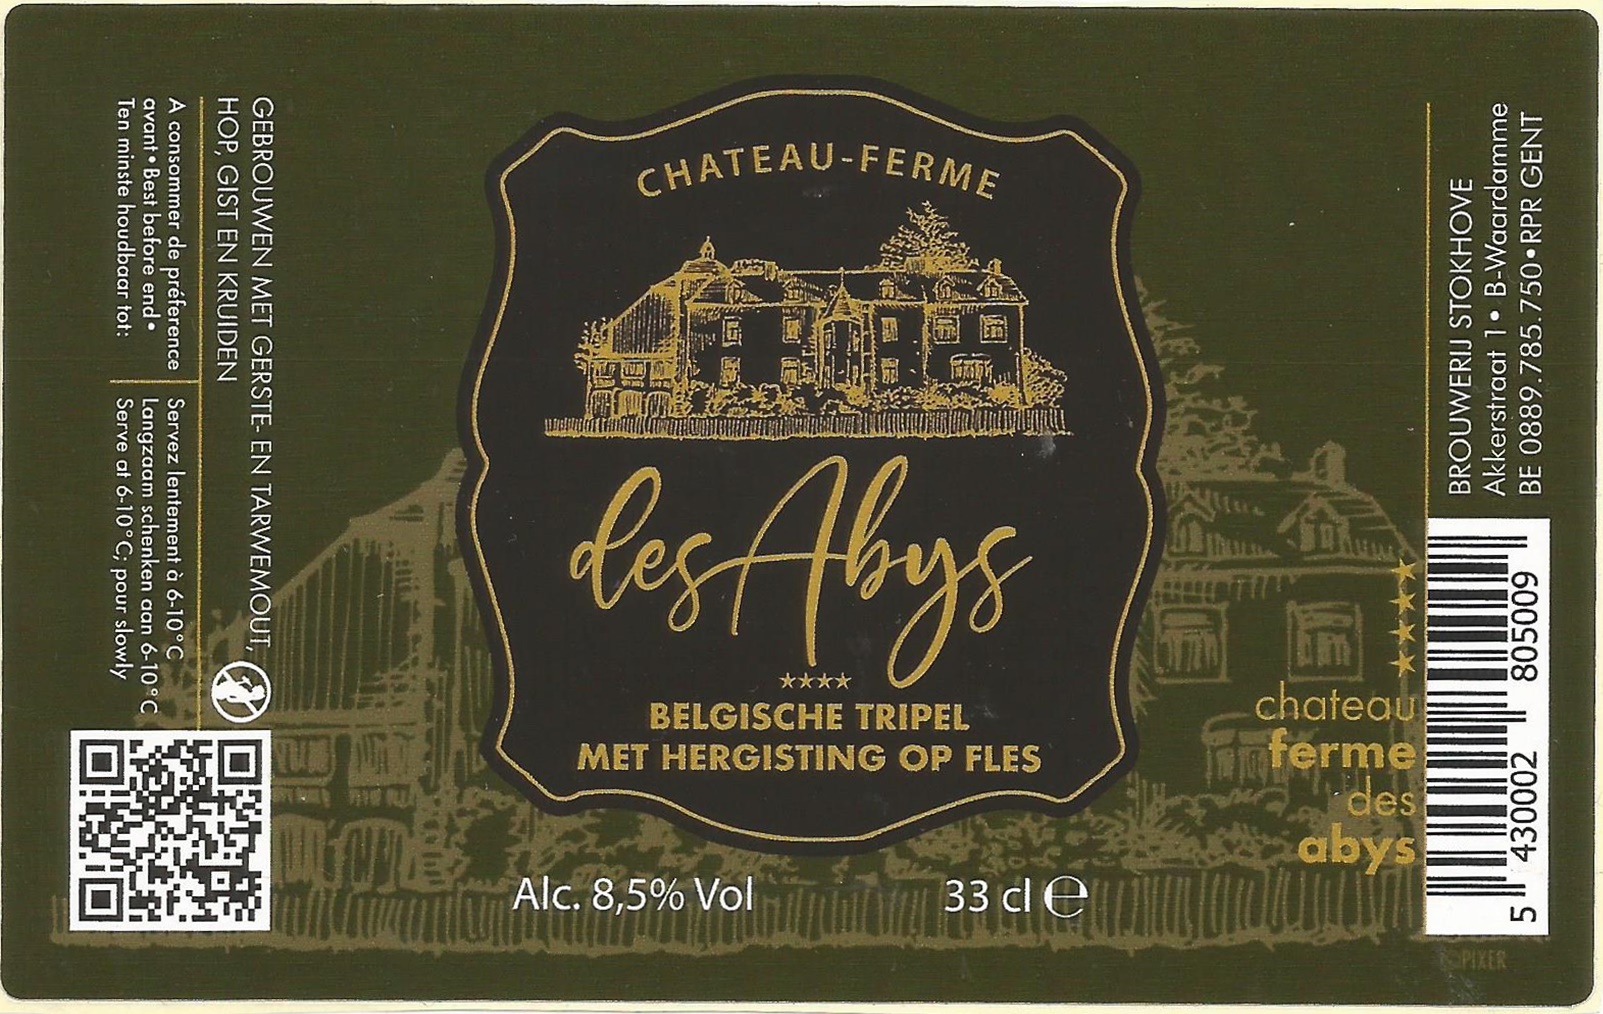 GEBROUWEN MET GERSTE- EN TARWEMOUT,
HOP, GIST EN KRUIDEN
A consommer de préférence
avant • Best before end •
Ten minste houdbaar tot:
Servez lentement à 6-10°C
Langzaam schenken aan 6-10°C
Serve at 6-10°C, pour slowly
CHATEAU-FERME
des Abys
BELGISCHE TRIPEL
MET HERGISTING OP FLES
Alc. 8,5% Vol
33 cl ℮
chateau
ferme
des
abys
BROUWERIJ STOKHOVE
Akkerstraat 1 • B-Waardamme
BE 0889.785.750 • RPR GENT
5 430002 805009
©PIXER